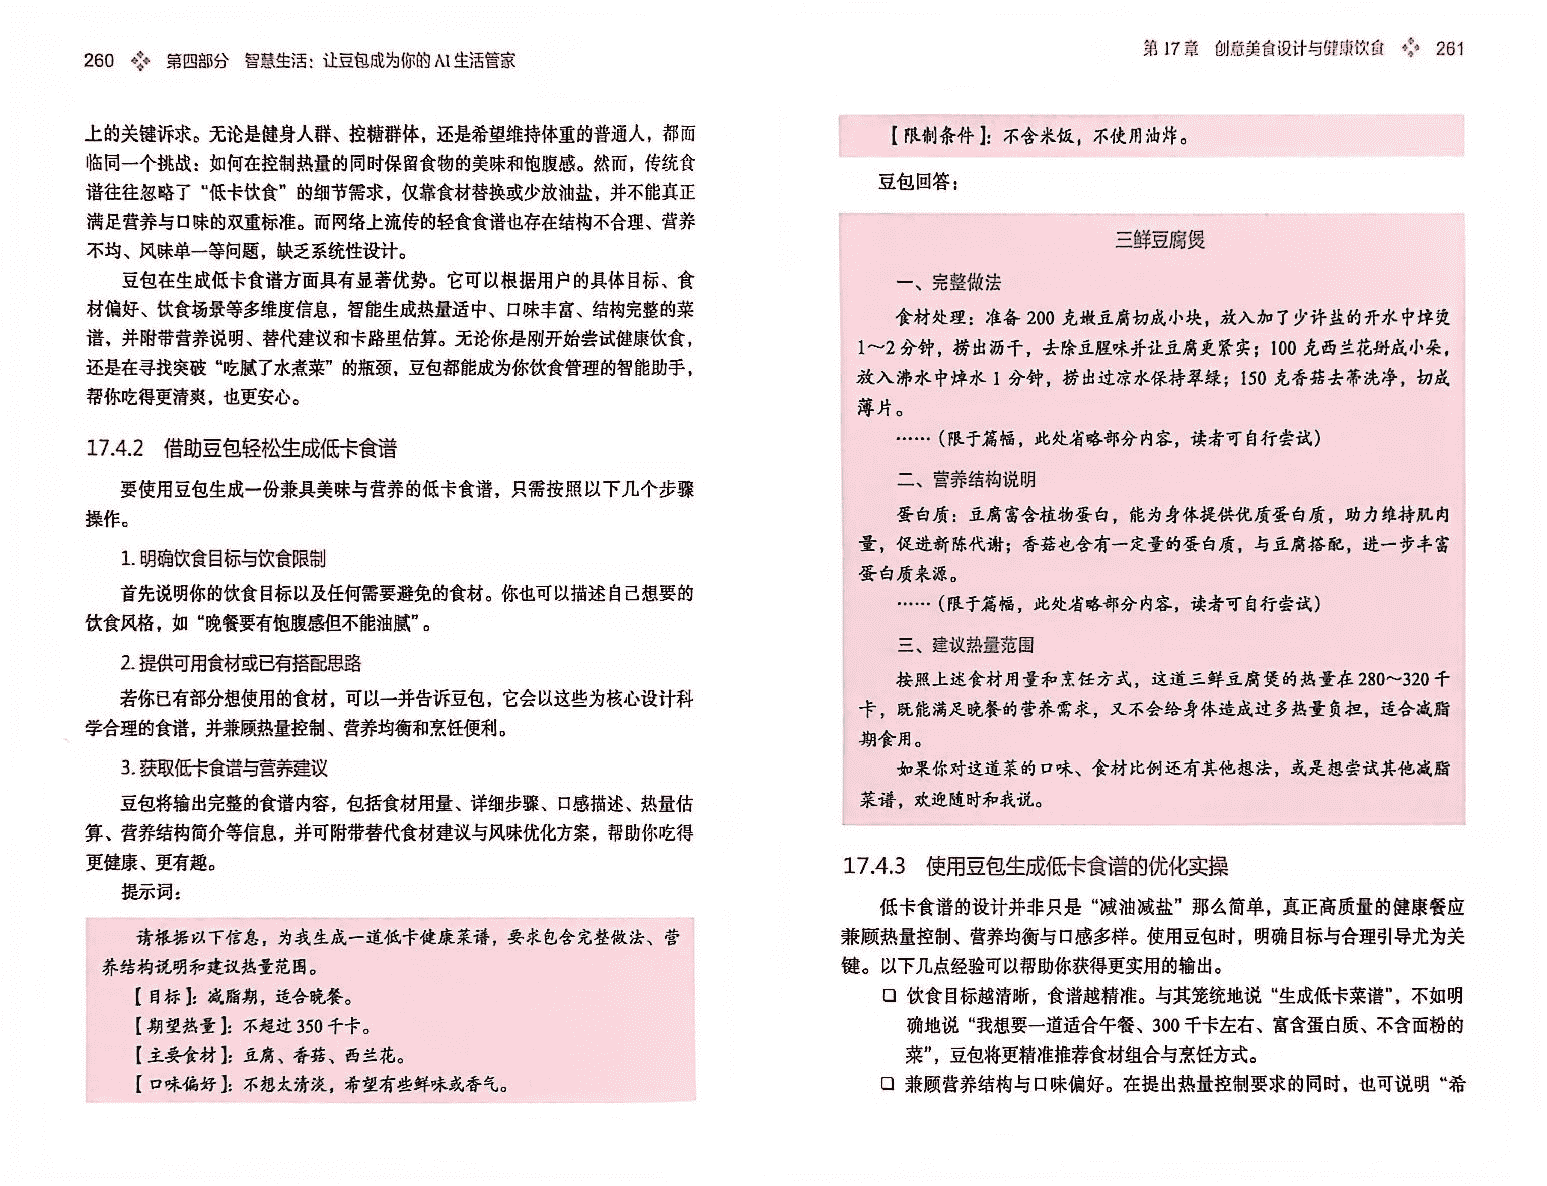 260 第四部分 智慧生活：让豆包成为你的AI生活管家
上的关键诉求。无论是健身人群、控糖群体，还是希望维持体重的普通人，都面
临同一个挑战：如何在控制热量的同时保留食物的美味和饱腹感。然而，传统食
谱往往忽略了“低卡饮食”的细节需求，仅靠食材替换或少放油盐，并不能真正
满足营养与口味的双重标准。而网络上流传的轻食食谱也存在结构不合理、营养
不均、风味单一等问题，缺乏系统性设计。
豆包在生成低卡食谱方面具有显著优势。它可以根据用户的具体目标、食
材偏好、饮食场景等多维度信息，智能生成热量适中、口味丰富、结构完整的菜
谱，并附带营养说明、替代建议和卡路里估算。无论你是刚开始尝试健康饮食，
还是在寻找突破“吃腻了水煮菜”的瓶颈，豆包都能成为你饮食管理的智能助手，
帮你吃得更清爽，也更安心。
17.4.2 借助豆包轻松生成低卡食谱
要使用豆包生成一份兼具美味与营养的低卡食谱，只需按照以下几个步骤
操作。
1. 明确饮食目标与饮食限制
首先说明你的饮食目标以及任何需要避免的食材。你也可以描述自己想要的
饮食风格，如“晚餐要有饱腹感但不能油腻”。
2. 提供可用食材或已有搭配思路
若你已有部分想使用的食材，可以一并告诉豆包，它会以这些为核心设计科
学合理的食谱，并兼顾热量控制、营养均衡和烹饪便利。
3. 获取低卡食谱与营养建议
豆包将输出完整的食谱内容，包括食材用量、详细步骤、口感描述、热量估
算、营养结构简介等信息，并可附带替代食材建议与风味优化方案，帮助你吃得
更健康、更有趣。
提示词：
请根据以下信息，为我生成一道低卡健康菜谱，要求包含完整做法、营
养结构说明和建议热量范围。
【目标】：减脂期，适合晚餐。
【期望热量】：不超过350千卡。
【主要食材】：豆腐、香菇、西兰花。
【口味偏好】：不想太清淡，希望有些鲜味或香气。
第17章 创意美食设计与健康饮食 261
【限制条件】：不含米饭，不使用油炸。
豆包回答：
三鲜豆腐煲
一、完整做法
食材处理：准备200克嫩豆腐切成小块，放入加了少许盐的开水中焯烫
1～2分钟，捞出沥干，去除豆腥味并让豆腐更紧实；100克西兰花掰成小朵，
放入沸水中焯水1分钟，捞出过凉水保持翠绿；150克香菇去蒂洗净，切成
薄片。
……（限于篇幅，此处省略部分内容，读者可自行尝试）
二、营养结构说明
蛋白质：豆腐富含植物蛋白，能为身体提供优质蛋白质，助力维持肌肉
量，促进新陈代谢；香菇也含有一定量的蛋白质，与豆腐搭配，进一步丰富
蛋白质来源。
……（限于篇幅，此处省略部分内容，读者可自行尝试）
三、建议热量范围
按照上述食材用量和烹饪方式，这道三鲜豆腐煲的热量在280～320千
卡，既能满足晚餐的营养需求，又不会给身体造成过多热量负担，适合减脂
期食用。
如果你对这道菜的口味、食材比例还有其他想法，或是想尝试其他减脂
菜谱，欢迎随时和我说。
17.4.3 使用豆包生成低卡食谱的优化实操
低卡食谱的设计并非只是“减油减盐”那么简单，真正高质量的健康餐应
兼顾热量控制、营养均衡与口感多样。使用豆包时，明确目标与合理引导尤为关
键。以下几点经验可以帮助你获得更实用的输出。
❏ 饮食目标越清晰，食谱越精准。与其笼统地说“生成低卡菜谱”，不如明
确地说“我想要一道适合午餐、300千卡左右、富含蛋白质、不含面粉的
菜”，豆包将更精准推荐食材组合与烹饪方式。
❏ 兼顾营养结构与口味偏好。在提出热量控制要求的同时，也可说明“希